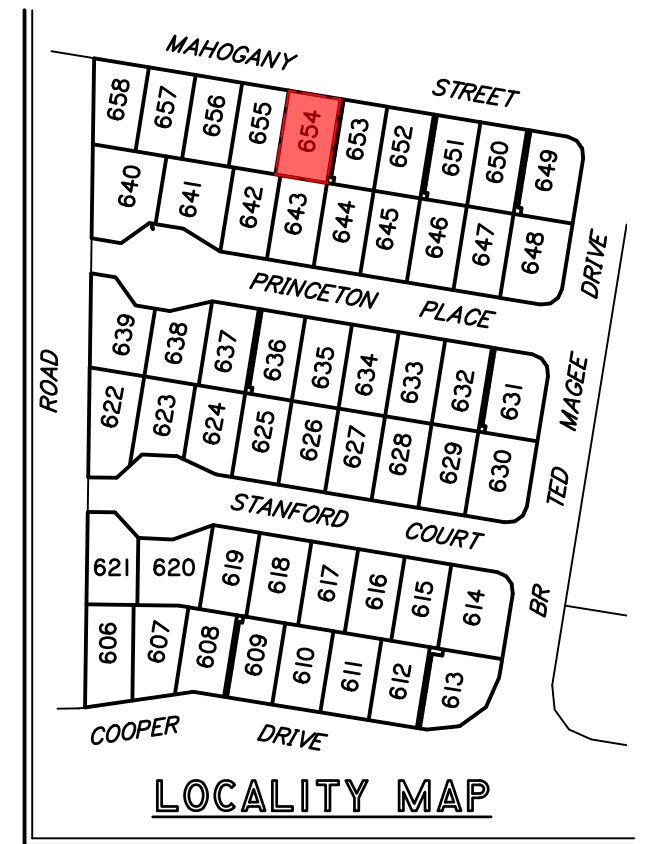 MAHOGANY STREET
658 657 656 655 654 653 652 651 650 649
640 641 642 643 644 645 646 647 648
DRIVE
PRINCETON PLACE
639 638 637 636 635 634 633 632 631
ROAD
MAGEE
622 623 624 625 626 627 628 629 630
TED
STANFORD COURT
621 620 619 618 617 616 615 614
BR
606 607 608 609 610 611 612 613
COOPER DRIVE
LOCALITY MAP